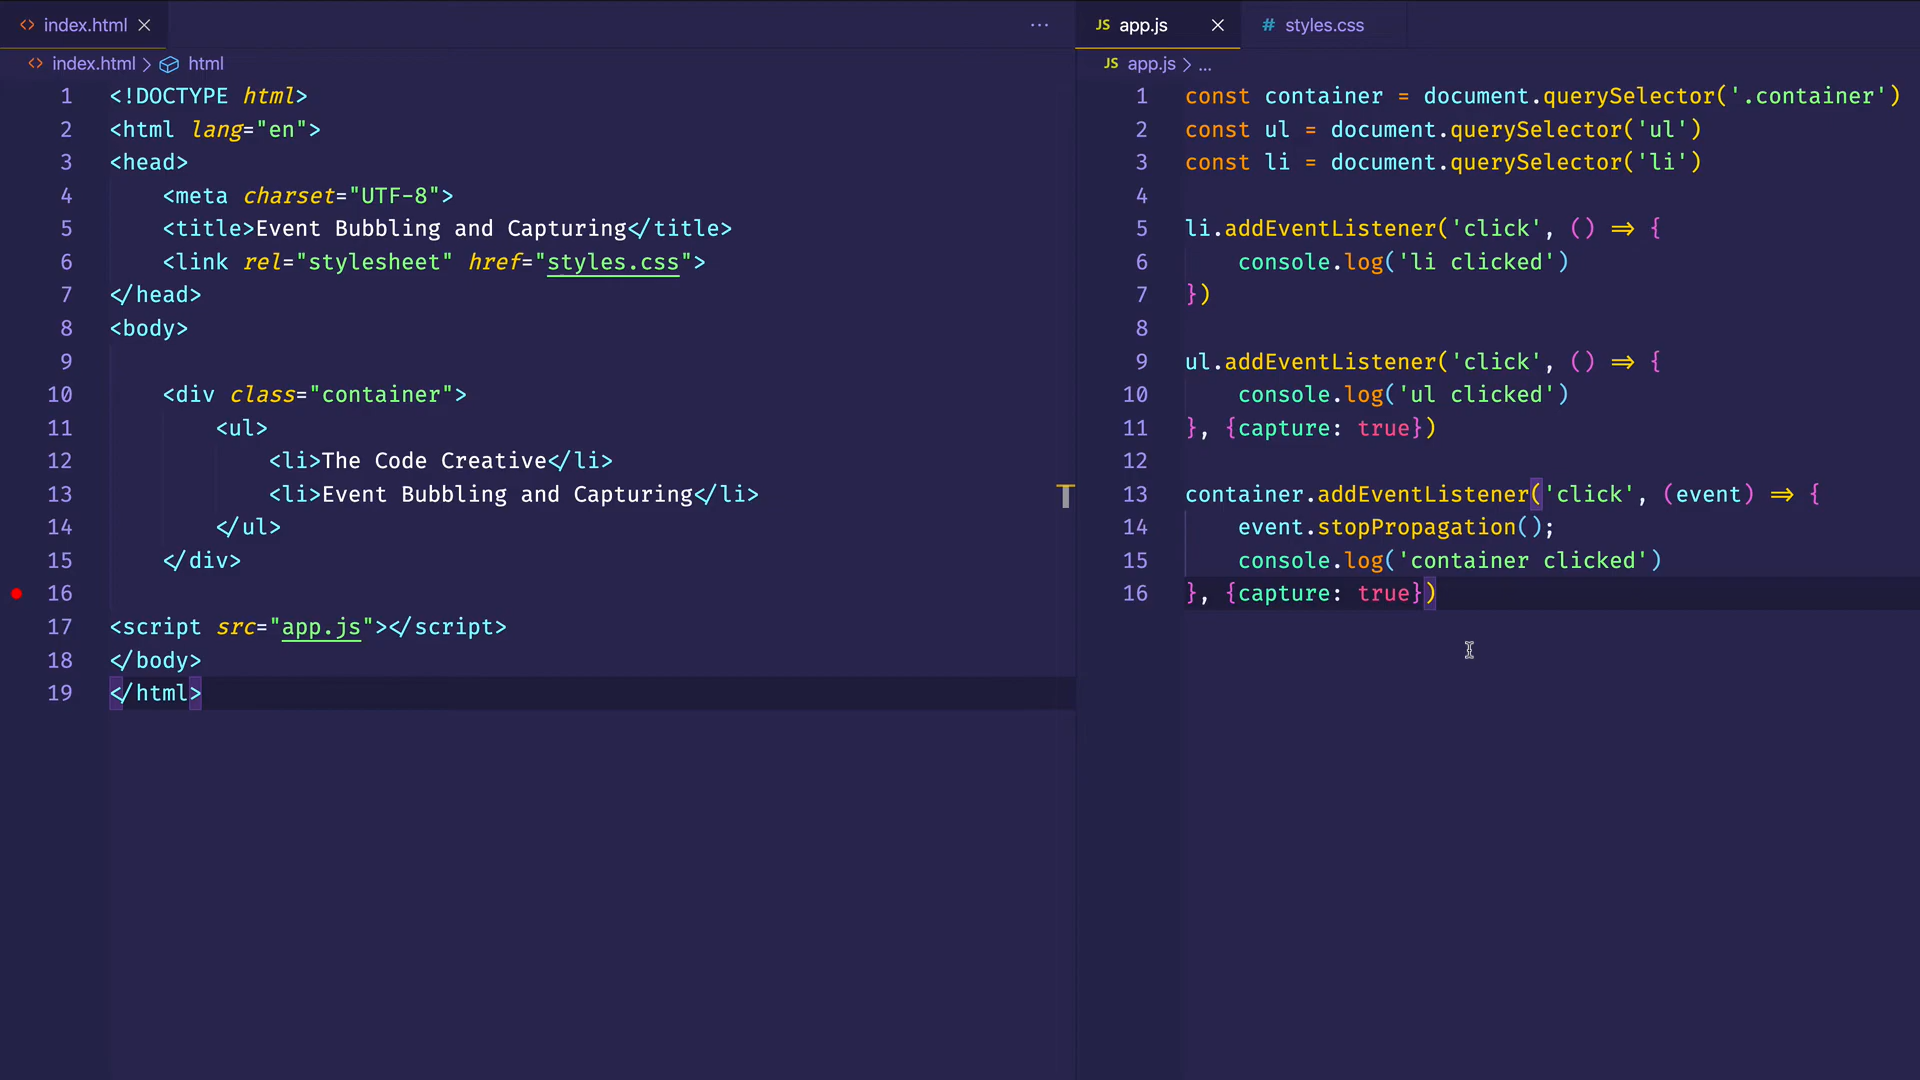 index.html
index.html > html
1 <!DOCTYPE html>
2 <html lang="en">
3 <head>
4     <meta charset="UTF-8">
5     <title>Event Bubbling and Capturing</title>
6     <link rel="stylesheet" href="styles.css">
7 </head>
8 <body>
9
10     <div class="container">
11         <ul>
12             <li>The Code Creative</li>
13             <li>Event Bubbling and Capturing</li>
14         </ul>
15     </div>
16
17 <script src="app.js"></script>
18 </body>
19 </html>
JS app.js
# styles.css
JS app.js > ...
1 const container = document.querySelector('.container')
2 const ul = document.querySelector('ul')
3 const li = document.querySelector('li')
4
5 li.addEventListener('click', () => {
6     console.log('li clicked')
7 })
8
9 ul.addEventListener('click', () => {
10     console.log('ul clicked')
11 }, {capture: true})
12
13 container.addEventListener('click', (event) => {
14     event.stopPropagation();
15     console.log('container clicked')
16 }, {capture: true})